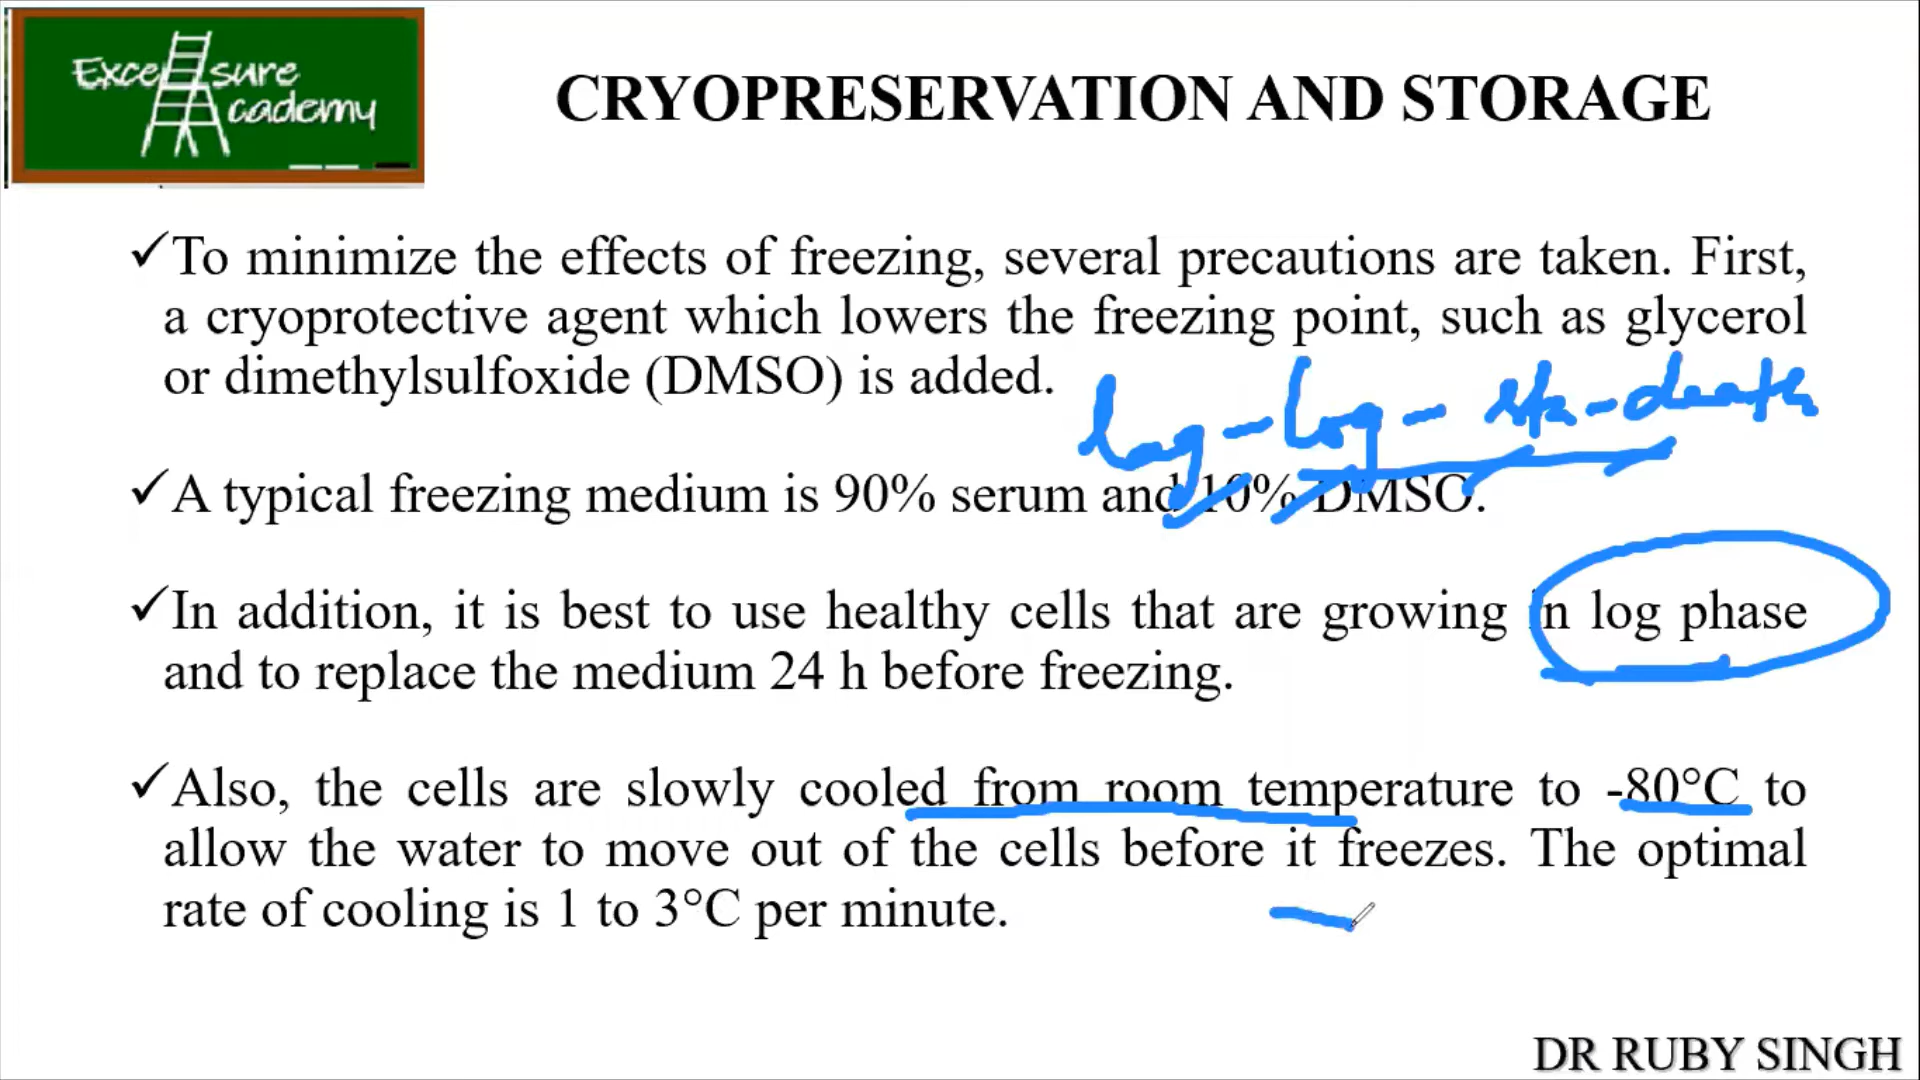 Excel sure
Academy
CRYOPRESERVATION AND STORAGE
✓To minimize the effects of freezing, several precautions are taken. First,
a cryoprotective agent which lowers the freezing point, such as glycerol
or dimethylsulfoxide (DMSO) is added.
lag - log - sta - death
✓A typical freezing medium is 90% serum and 10% DMSO.
✓In addition, it is best to use healthy cells that are growing in log phase
and to replace the medium 24 h before freezing.
✓Also, the cells are slowly cooled from room temperature to -80°C to
allow the water to move out of the cells before it freezes. The optimal
rate of cooling is 1 to 3°C per minute.
DR RUBY SINGH